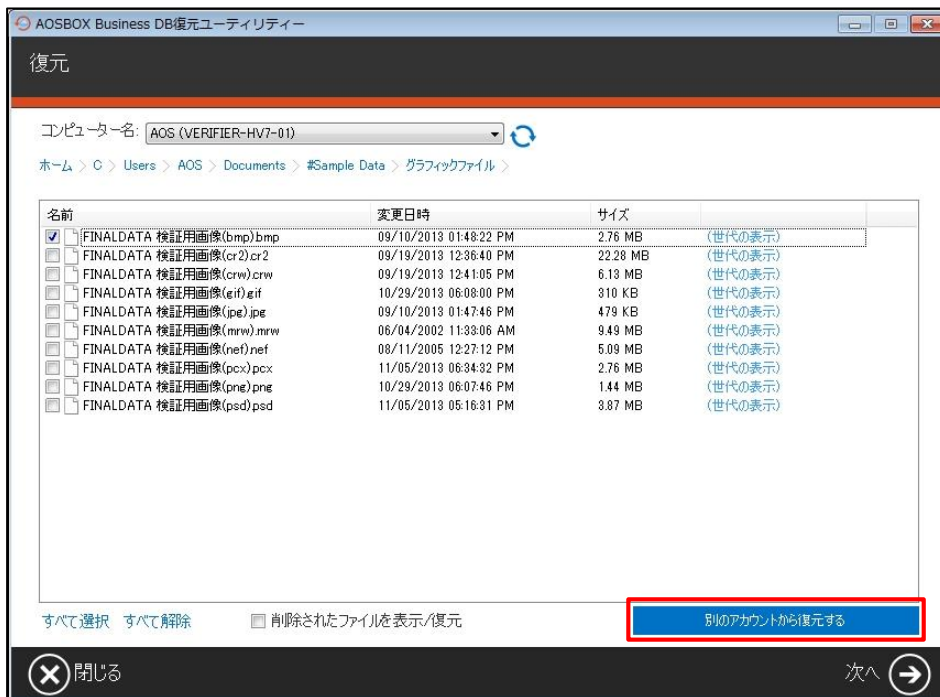 AOSBOX Business DB復元ユーティリティー
復元
コンピューター名: AOS (VERIFIER-HV7-01)
ホーム > C > Users > AOS > Documents > #Sample Data > グラフィックファイル >
名前 変更日時 サイズ
FINALDATA 検証用画像(bmp).bmp 09/10/2013 01:48:22 PM 2.76 MB (世代の表示)
FINALDATA 検証用画像(cr2).cr2 09/19/2013 12:36:40 PM 22.28 MB (世代の表示)
FINALDATA 検証用画像(crw).crw 09/19/2013 12:41:05 PM 6.13 MB (世代の表示)
FINALDATA 検証用画像(gif).gif 10/29/2013 06:08:00 PM 310 KB (世代の表示)
FINALDATA 検証用画像(jpg).jpg 09/10/2013 01:47:46 PM 479 KB (世代の表示)
FINALDATA 検証用画像(mrw).mrw 06/04/2002 11:33:06 AM 9.49 MB (世代の表示)
FINALDATA 検証用画像(nef).nef 08/11/2005 12:27:12 PM 5.09 MB (世代の表示)
FINALDATA 検証用画像(pcx).pcx 11/05/2013 06:34:32 PM 2.76 MB (世代の表示)
FINALDATA 検証用画像(png).png 10/29/2013 06:07:46 PM 1.44 MB (世代の表示)
FINALDATA 検証用画像(psd).psd 11/05/2013 05:16:31 PM 3.87 MB (世代の表示)
すべて選択 すべて解除 削除されたファイルを表示/復元 別のアカウントから復元する
閉じる 次へ